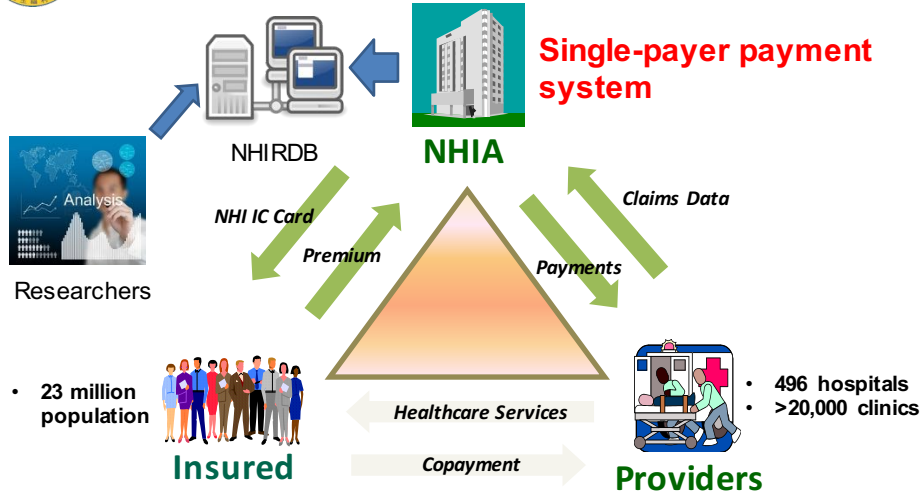 Single-payer payment
system
NHIRDB
NHIA
Analysis
Researchers
NHI IC Card
Premium
Payments
Claims Data
• 23 million
population
Healthcare Services
• 496 hospitals
• >20,000 clinics
Insured
Copayment
Providers